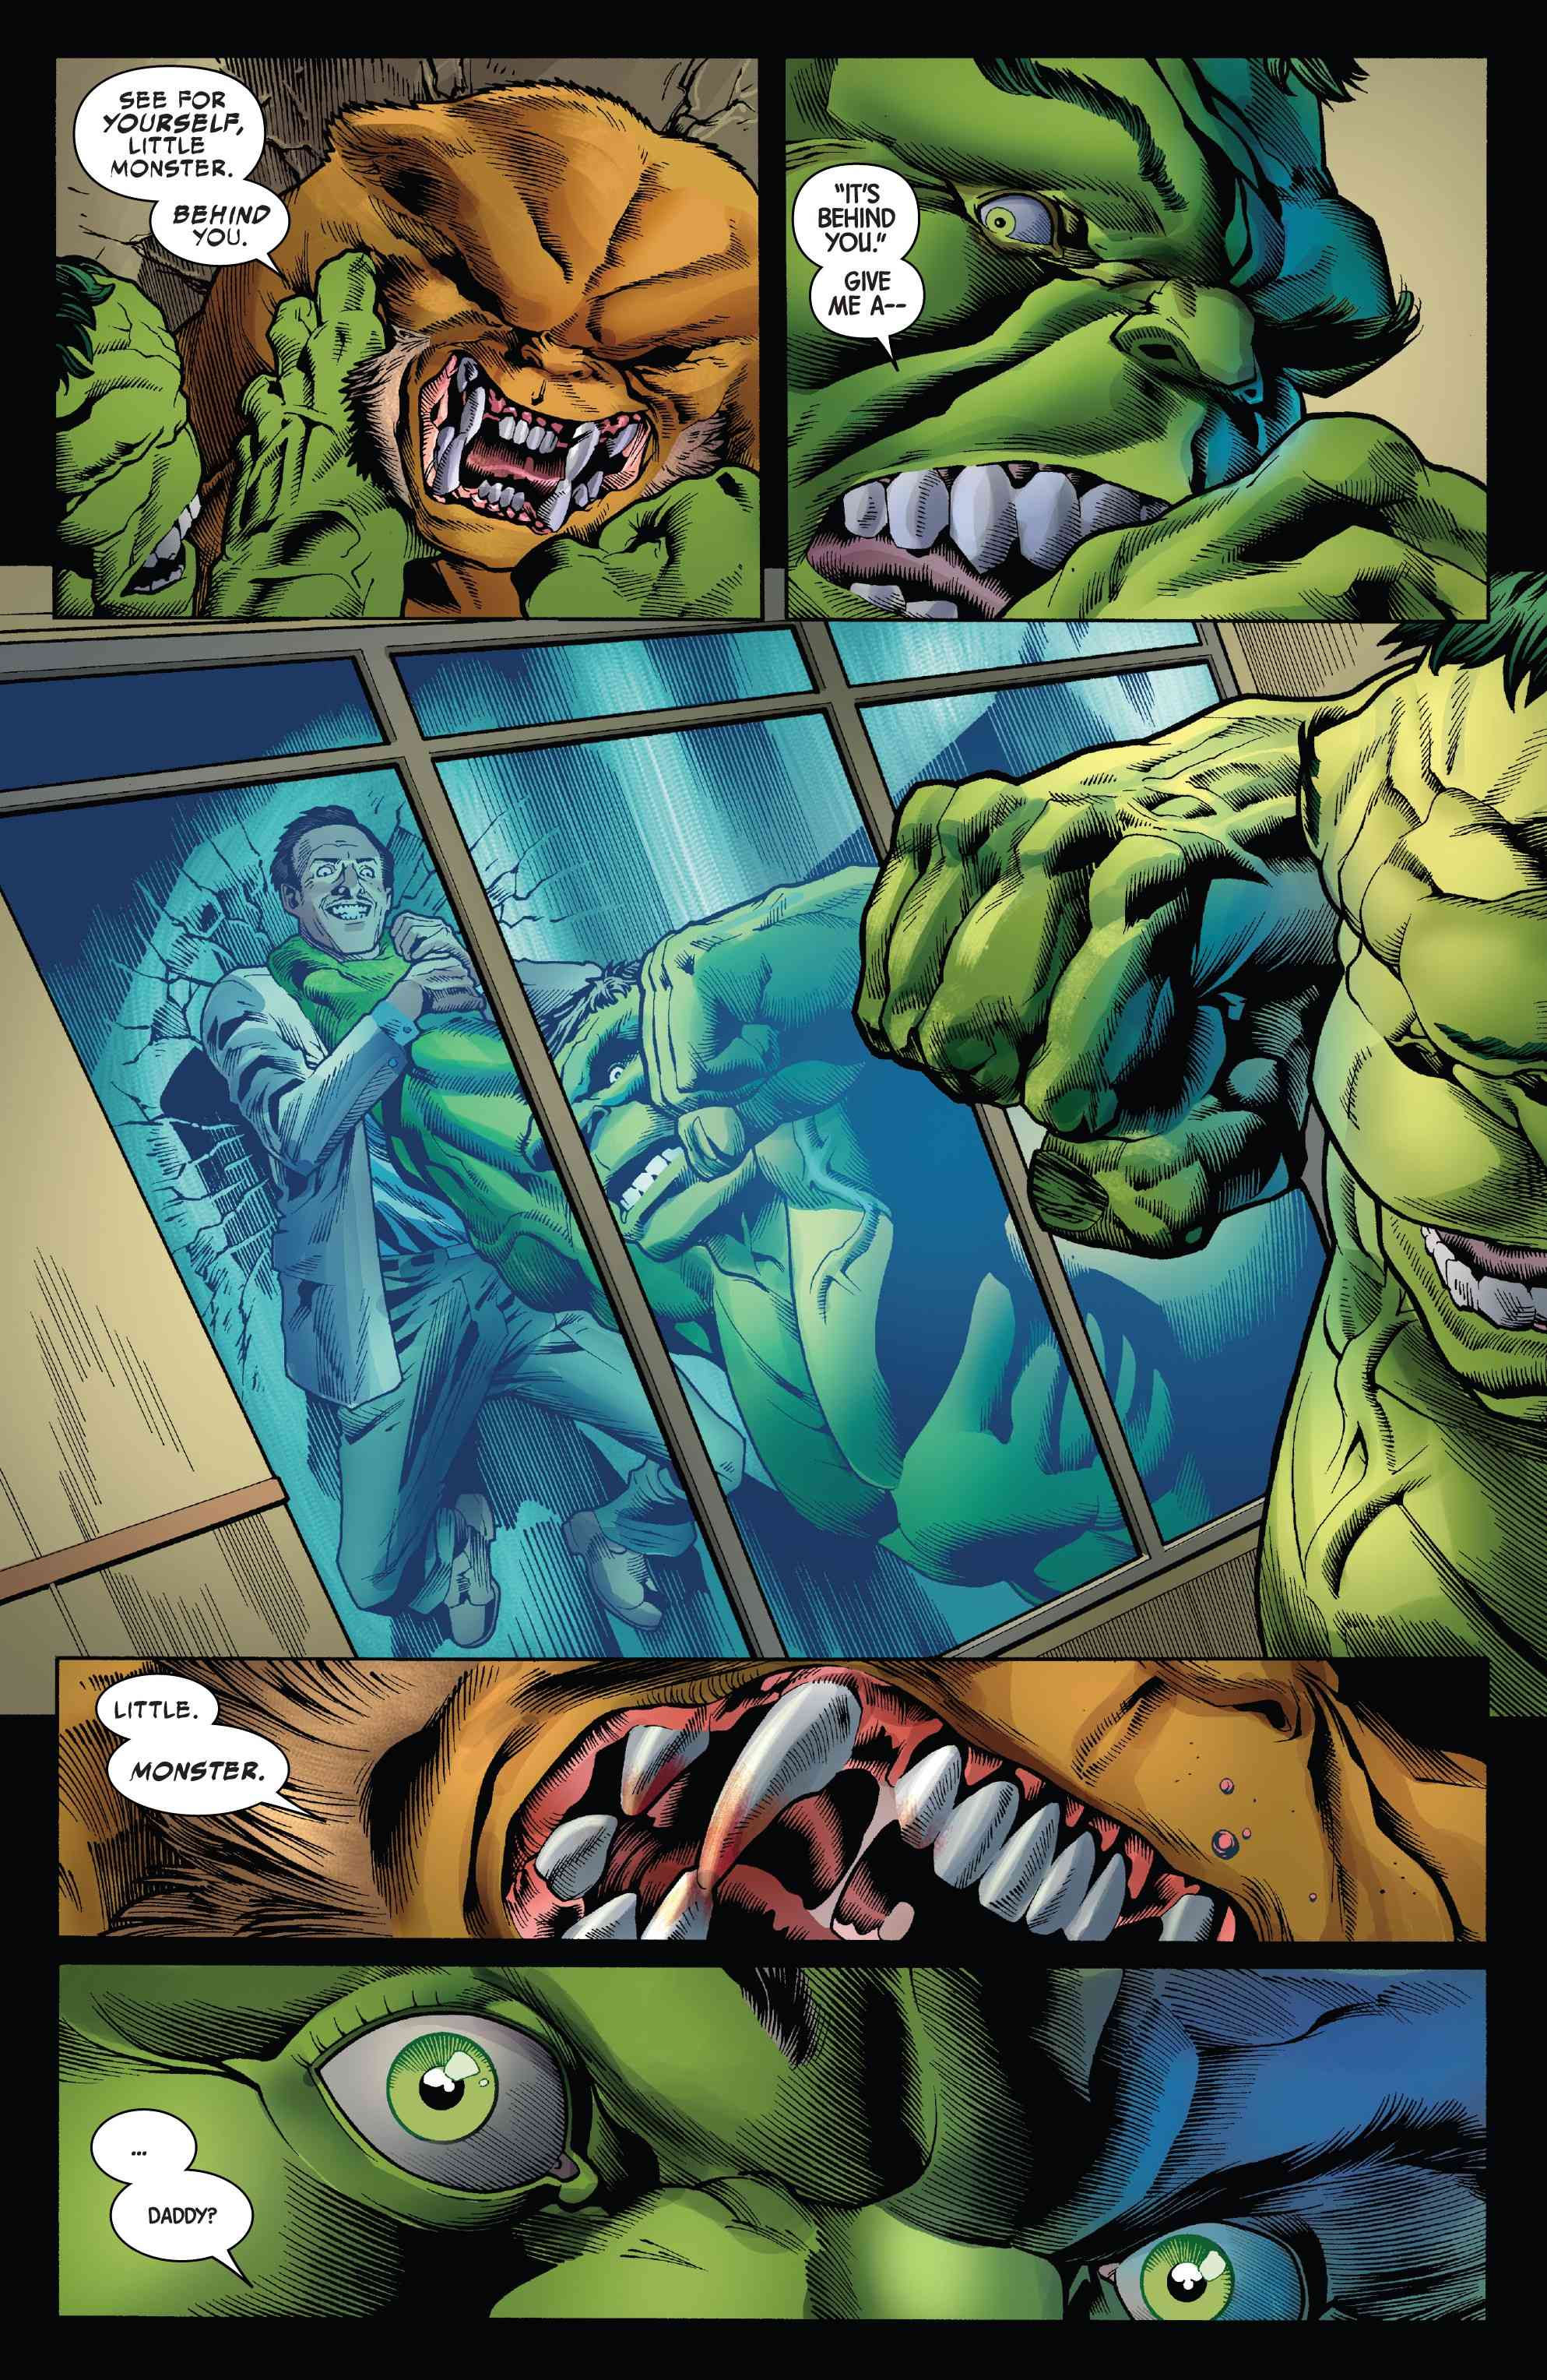 SEE FOR
YOURSELF,
LITTLE
MONSTER.
BEHIND
YOU.
"IT'S
BEHIND
YOU."
GIVE
ME A--
LITTLE.
MONSTER.
...
DADDY?